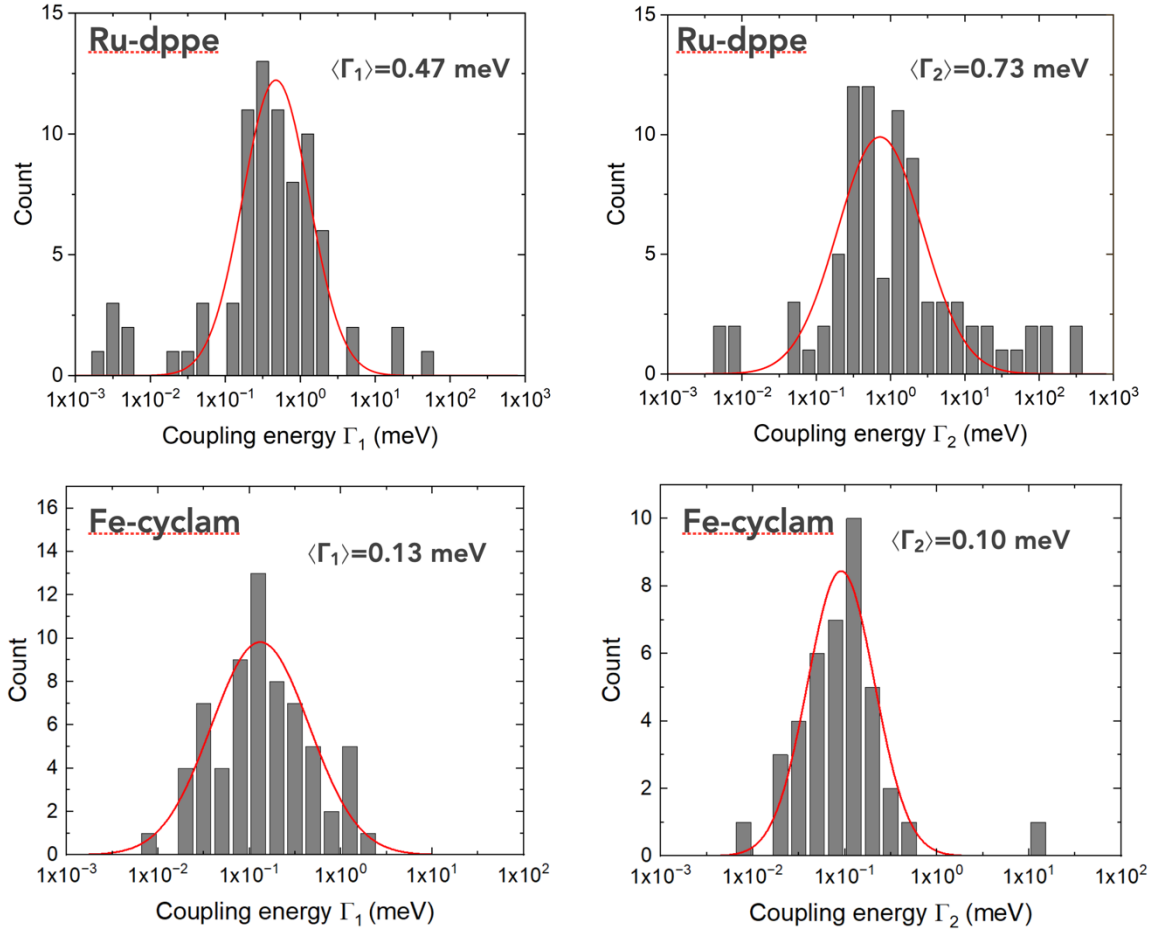 Ru-dppe
⟨Γ₁⟩=0.47 meV
15
10
5
0
Count
1x10⁻³ 1x10⁻² 1x10⁻¹ 1x10⁰ 1x10¹ 1x10² 1x10³
Coupling energy Γ₁ (meV)
Ru-dppe
⟨Γ₂⟩=0.73 meV
15
10
5
0
Count
1x10⁻³ 1x10⁻² 1x10⁻¹ 1x10⁰ 1x10¹ 1x10² 1x10³
Coupling energy Γ₂ (meV)
Fe-cyclam
⟨Γ₁⟩=0.13 meV
16
14
12
10
8
6
4
2
0
Count
1x10⁻³ 1x10⁻² 1x10⁻¹ 1x10⁰ 1x10¹ 1x10²
Coupling energy Γ₁ (meV)
Fe-cyclam
⟨Γ₂⟩=0.10 meV
10
8
6
4
2
0
Count
1x10⁻³ 1x10⁻² 1x10⁻¹ 1x10⁰ 1x10¹ 1x10²
Coupling energy Γ₂ (meV)